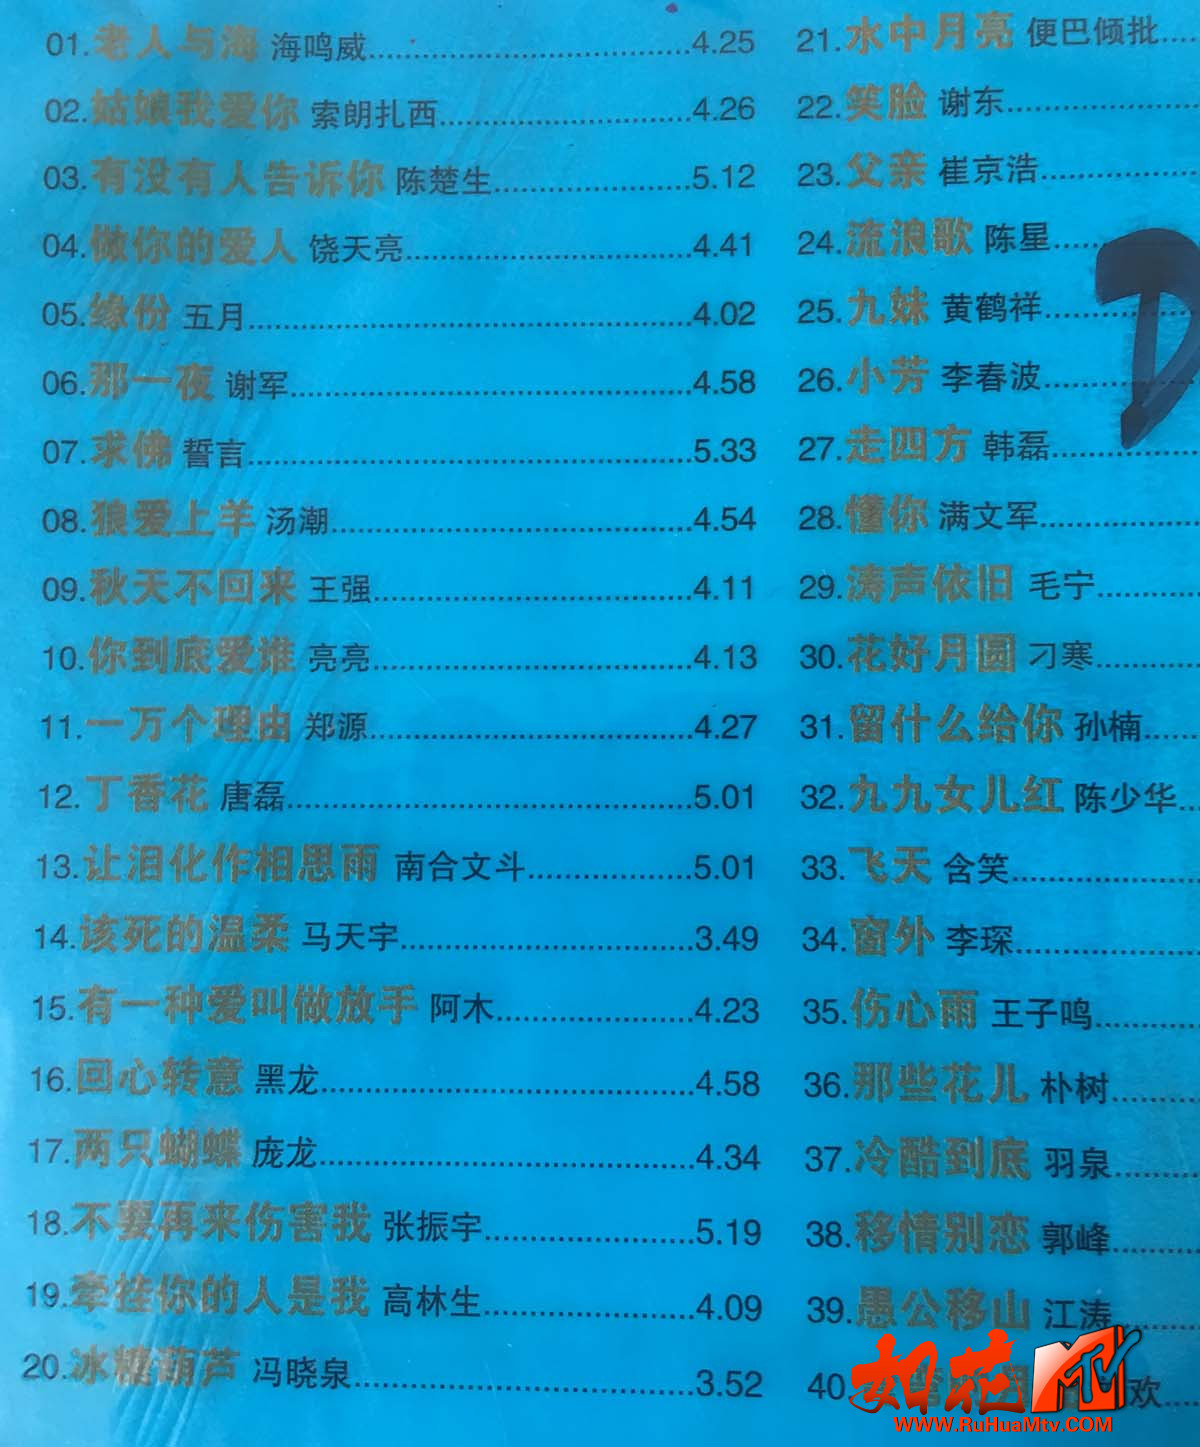 01.老人与海 海鸣威 4.25
02.姑娘我爱你 索朗扎西 4.26
03.有没有人告诉你 陈楚生 5.12
04.做你的爱人 饶天亮 4.41
05.缘份 五月 4.02
06.那一夜 谢军 4.58
07.求佛 誓言 5.33
08.狼爱上羊 汤潮 4.54
09.秋天不回来 王强 4.11
10.你到底爱谁 亮亮 4.13
11.一万个理由 郑源 4.27
12.丁香花 唐磊 5.01
13.让泪化作相思雨 南合文斗 5.01
14.该死的温柔 马天宇 3.49
15.有一种爱叫做放手 阿木 4.23
16.回心转意 黑龙 4.58
17.两只蝴蝶 庞龙 4.34
18.不要再来伤害我 张振宇 5.19
19.牵挂你的人是我 高林生 4.09
20.冰糖葫芦 冯晓泉 3.52
21.水中月亮 便巴倾批
22.笑脸 谢东
23.父亲 崔京浩
24.流浪歌 陈星
25.九妹 黄鹤祥
26.小芳 李春波
27.走四方 韩磊
28.懂你 满文军
29.涛声依旧 毛宁
30.花好月圆 刁寒
31.留什么给你 孙楠
32.九九女儿红 陈少华
33.飞天 含笑
34.窗外 李琛
35.伤心雨 王子鸣
36.那些花儿 朴树
37.冷酷到底 羽泉
38.移情别恋 郭峰
39.愚公移山 江涛
40. 欢
D
如花MTV
www.RuHuaMtv.com